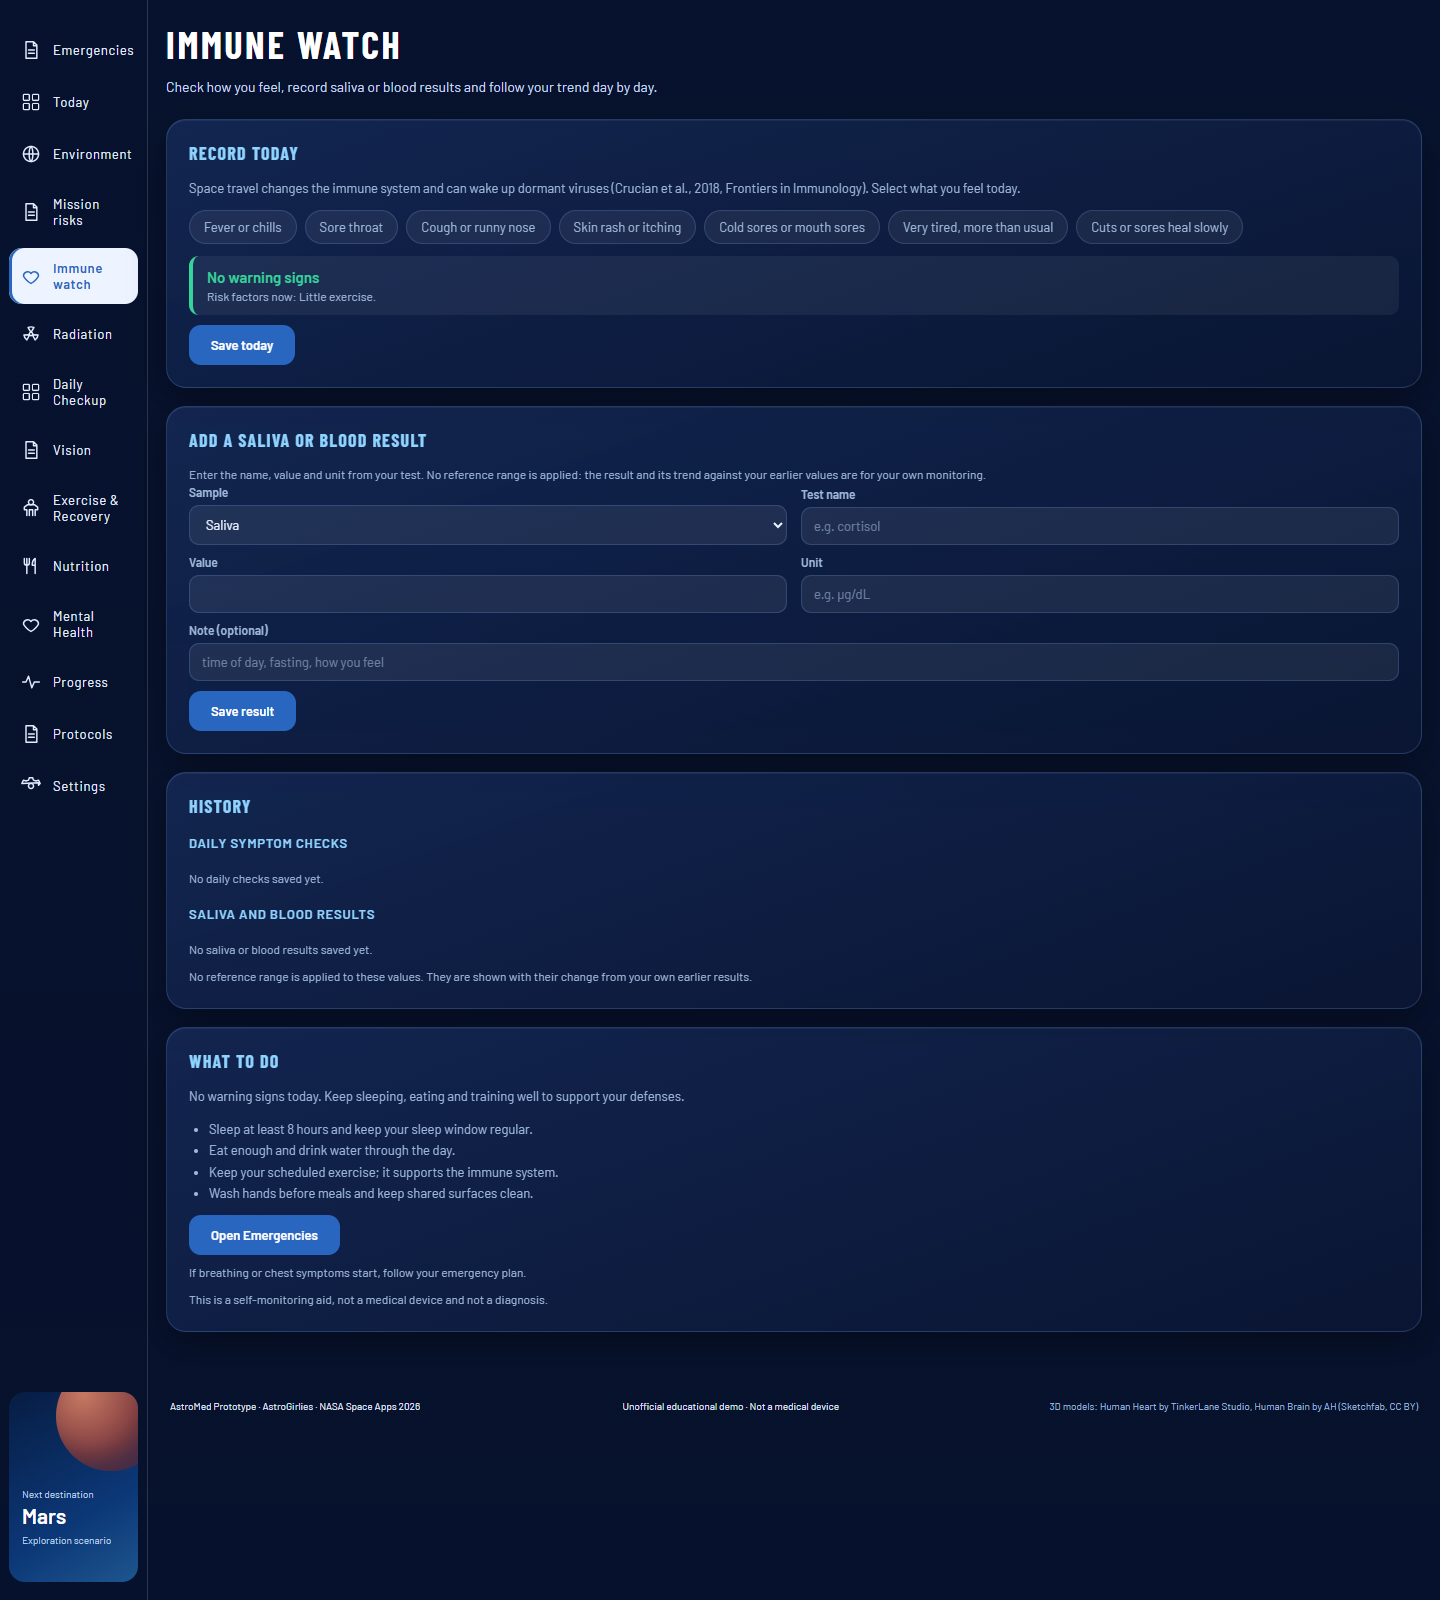 Emergencies
Today
Environment
Mission
risks
Immune
watch
Radiation
Daily
Checkup
Vision
Exercise &
Recovery
Nutrition
Mental
Health
Progress
Protocols
Settings
Next destination
Mars
Exploration scenario
IMMUNE WATCH
Check how you feel, record saliva or blood results and follow your trend day by day.
RECORD TODAY
Space travel changes the immune system and can wake up dormant viruses (Crucian et al., 2018, Frontiers in Immunology). Select what you feel today.
Fever or chills
Sore throat
Cough or runny nose
Skin rash or itching
Cold sores or mouth sores
Very tired, more than usual
Cuts or sores heal slowly
No warning signs
Risk factors now: Little exercise.
Save today
ADD A SALIVA OR BLOOD RESULT
Enter the name, value and unit from your test. No reference range is applied: the result and its trend against your earlier values are for your own monitoring.
Sample
Test name
Saliva
e.g. cortisol
Value
Unit
e.g. µg/dL
Note (optional)
time of day, fasting, how you feel
Save result
HISTORY
DAILY SYMPTOM CHECKS
No daily checks saved yet.
SALIVA AND BLOOD RESULTS
No saliva or blood results saved yet.
No reference range is applied to these values. They are shown with their change from your own earlier results.
WHAT TO DO
No warning signs today. Keep sleeping, eating and training well to support your defenses.
• Sleep at least 8 hours and keep your sleep window regular.
• Eat enough and drink water through the day.
• Keep your scheduled exercise; it supports the immune system.
• Wash hands before meals and keep shared surfaces clean.
Open Emergencies
If breathing or chest symptoms start, follow your emergency plan.
This is a self-monitoring aid, not a medical device and not a diagnosis.
AstroMed Prototype · AstroGirlies · NASA Space Apps 2026
Unofficial educational demo · Not a medical device
3D models: Human Heart by TinkerLane Studio, Human Brain by AH (Sketchfab, CC BY)